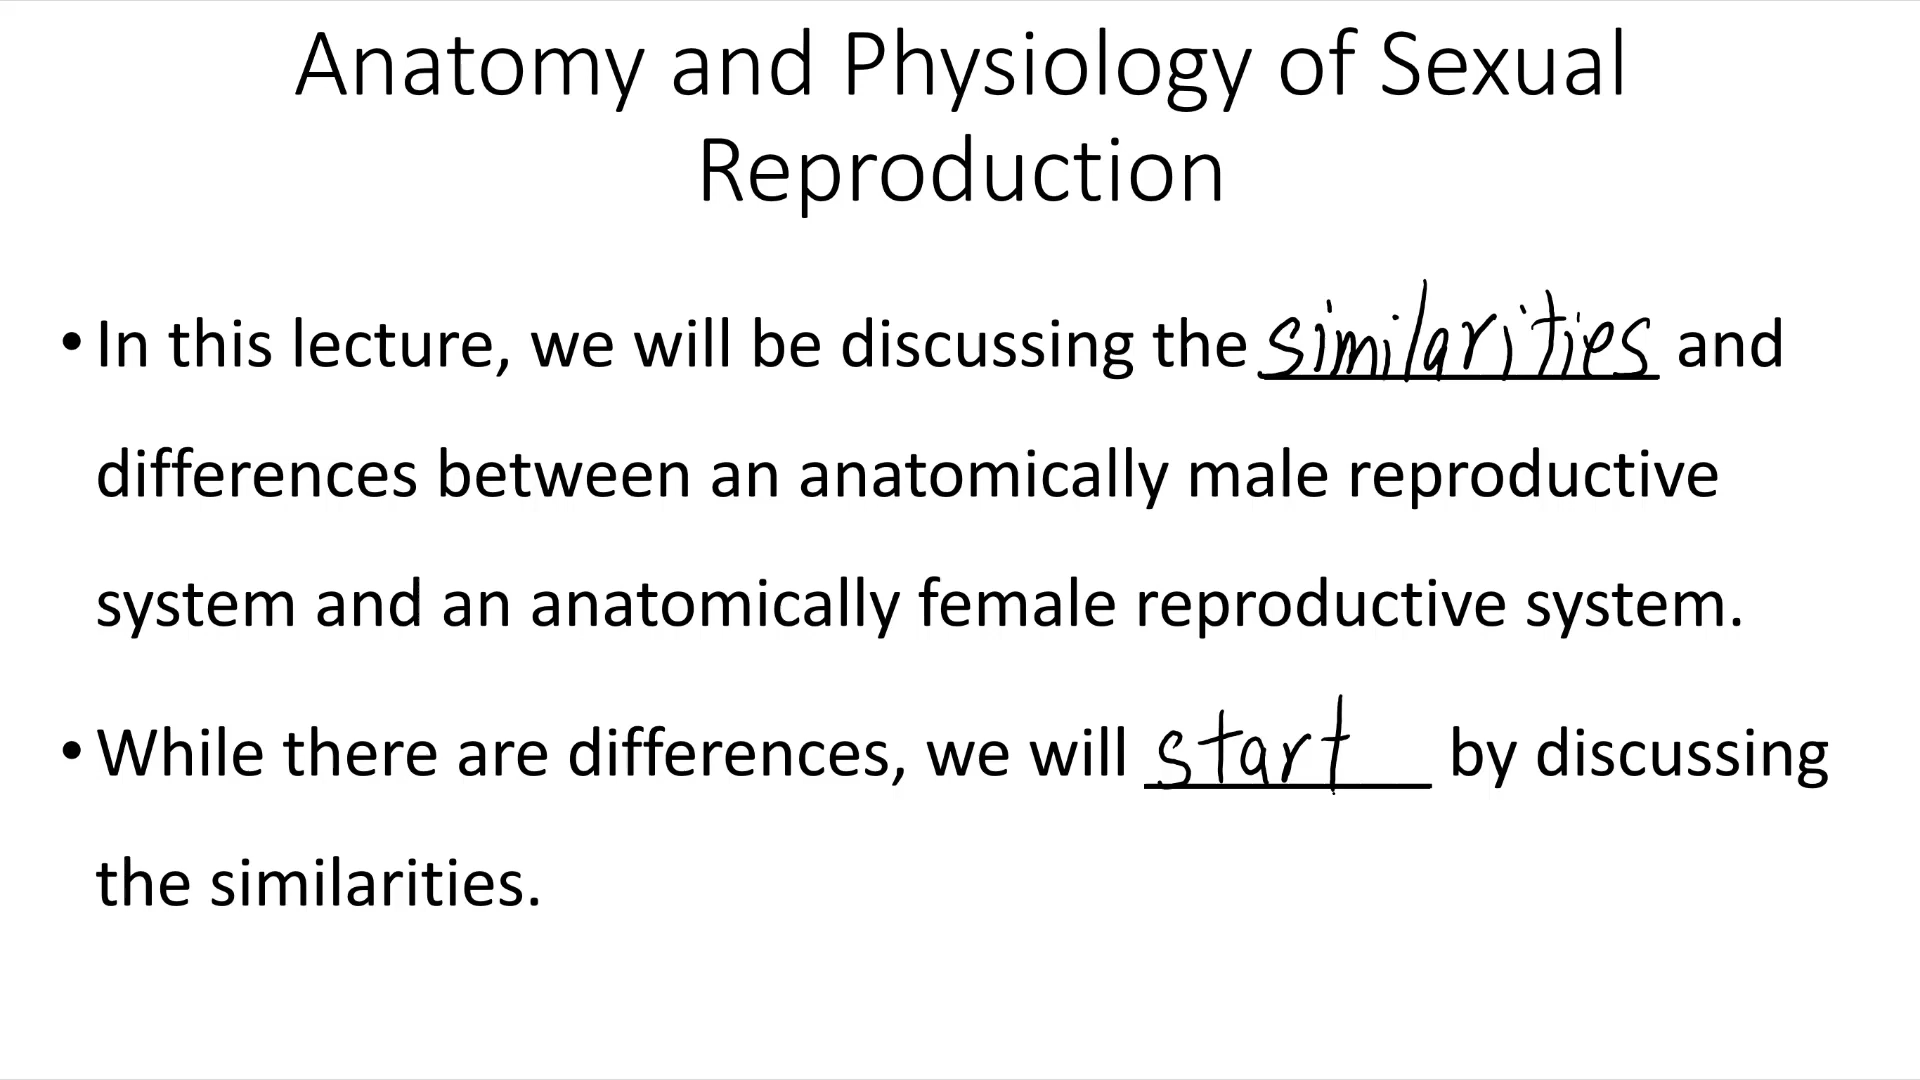 Anatomy and Physiology of Sexual
Reproduction
• In this lecture, we will be discussing the similarities and
differences between an anatomically male reproductive
system and an anatomically female reproductive system.
• While there are differences, we will start by discussing
the similarities.